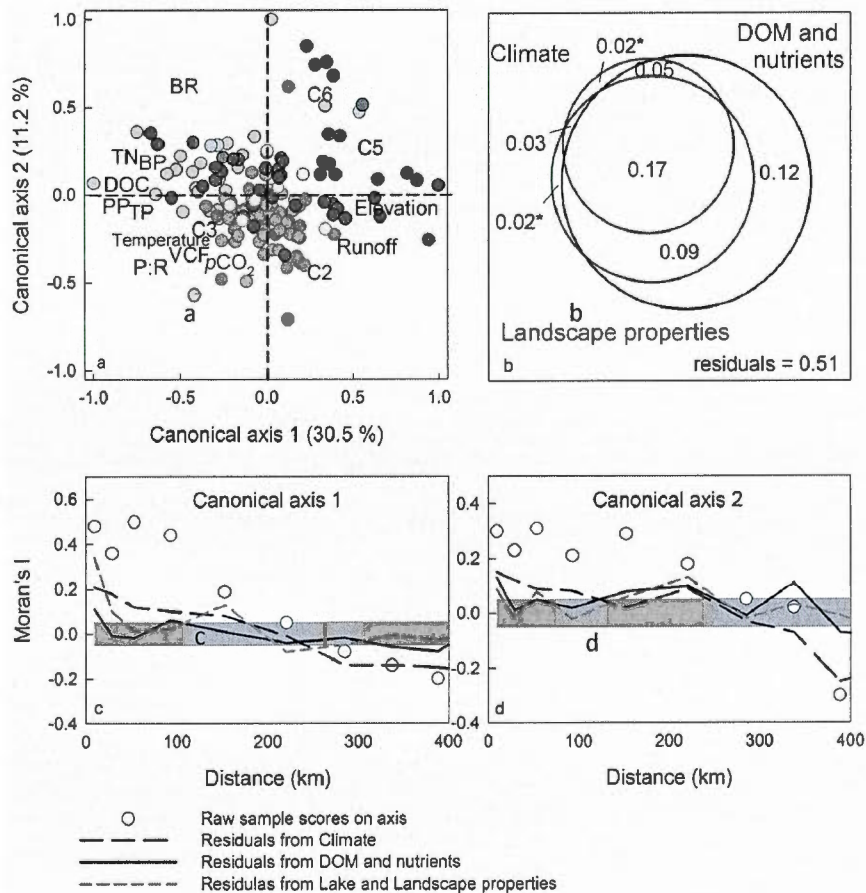 Canonical axis 2 (11.2 %)
1.0
0.5
0.0
-0.5
-1.0
BR
C6
C5
TN
BP
DOC
PP
TP
Elevation
C3
Temperature
VCF
pCO2
Runoff
P:R
C2
a
a
-1.0 -0.5 0.0 0.5 1.0
Canonical axis 1 (30.5 %)
Climate
0.02*
DOM and
nutrients
0.05
0.03
0.17
0.12
0.02*
0.09
b
Landscape properties
b
residuals = 0.51
Moran's I
Canonical axis 1
0.6
0.4
0.2
0.0
-0.2
-0.4
c
c
0 100 200 300 400
Distance (km)
Canonical axis 2
0.4
0.2
0.0
-0.2
-0.4
d
d
0 100 200 300 400
Distance (km)
Raw sample scores on axis
Residuals from Climate
Residuals from DOM and nutrients
Residulas from Lake and Landscape properties